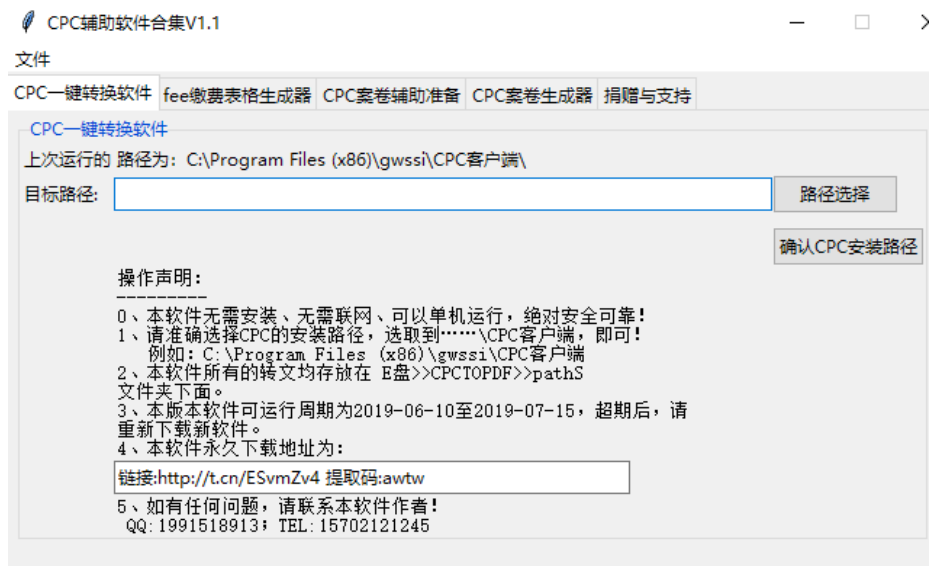 CPC辅助软件合集V1.1
文件
CPC一键转换软件 fee缴费表格生成器 CPC案卷辅助准备 CPC案卷生成器 捐赠与支持
CPC一键转换软件
上次运行的 路径为: C:\Program Files (x86)\gwssi\CPC客户端\
目标路径: 路径选择
确认CPC安装路径
操作声明:
---------
0、本软件无需安装、无需联网、可以单机运行，绝对安全可靠!
1、请准确选择CPC的安装路径，选取到……\CPC客户端，即可!
例如: C:\Program Files (x86)\gwssi\CPC客户端
2、本软件所有的转文均存放在 E盘>>CPCTOPDF>>pathS
文件夹下面。
3、本版本软件可运行周期为2019-06-10至2019-07-15，超期后，请
重新下载新软件。
4、本软件永久下载地址为:
链接:http://t.cn/ESvmZv4 提取码:awtw
5、如有任何问题，请联系本软件作者!
QQ:1991518913; TEL:15702121245